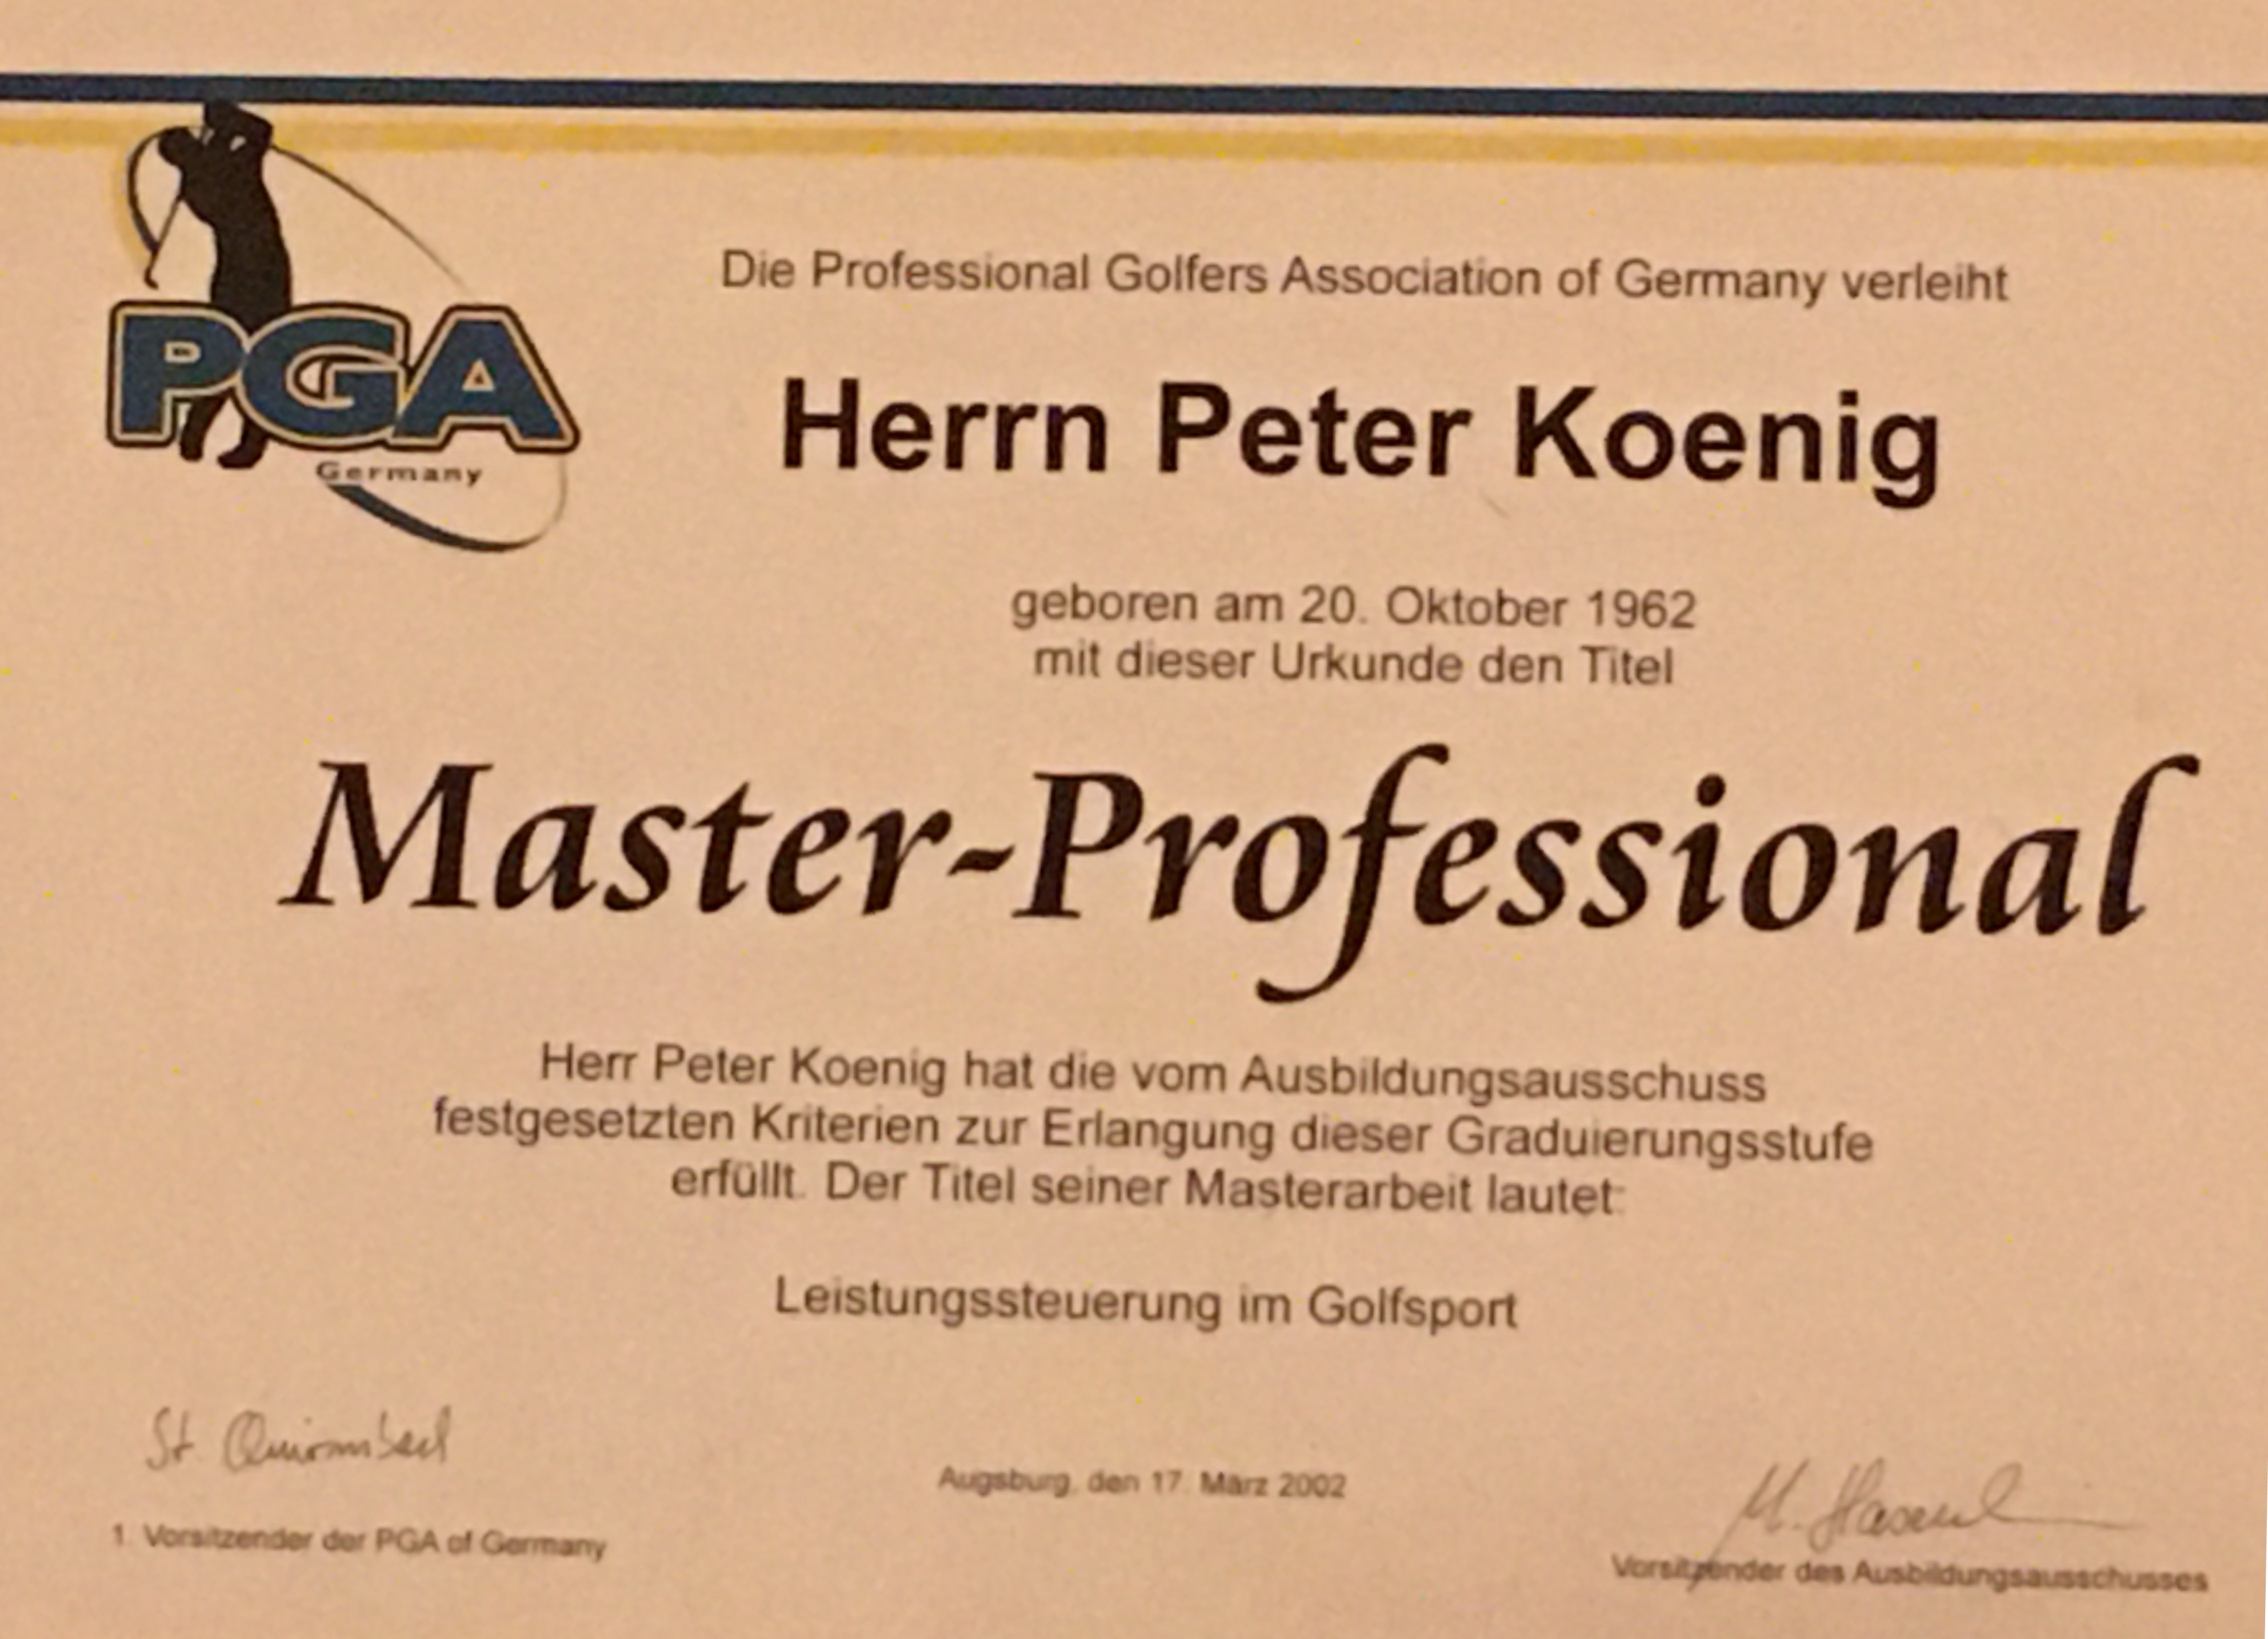 Die Professional Golfers Association of Germany verleiht
PGA
Germany
Herrn Peter Koenig
geboren am 20. Oktober 1962
mit dieser Urkunde den Titel
Master-Professional
Herr Peter Koenig hat die vom Ausbildungsausschuss
festgesetzten Kriterien zur Erlangung dieser Graduierungsstufe
erfüllt. Der Titel seiner Masterarbeit lautet:
Leistungssteuerung im Golfsport
St.
Augsburg, den 17. März 2002
M.
1. Vorsitzender der PGA of Germany
Vorsitzender des Ausbildungsausschusses